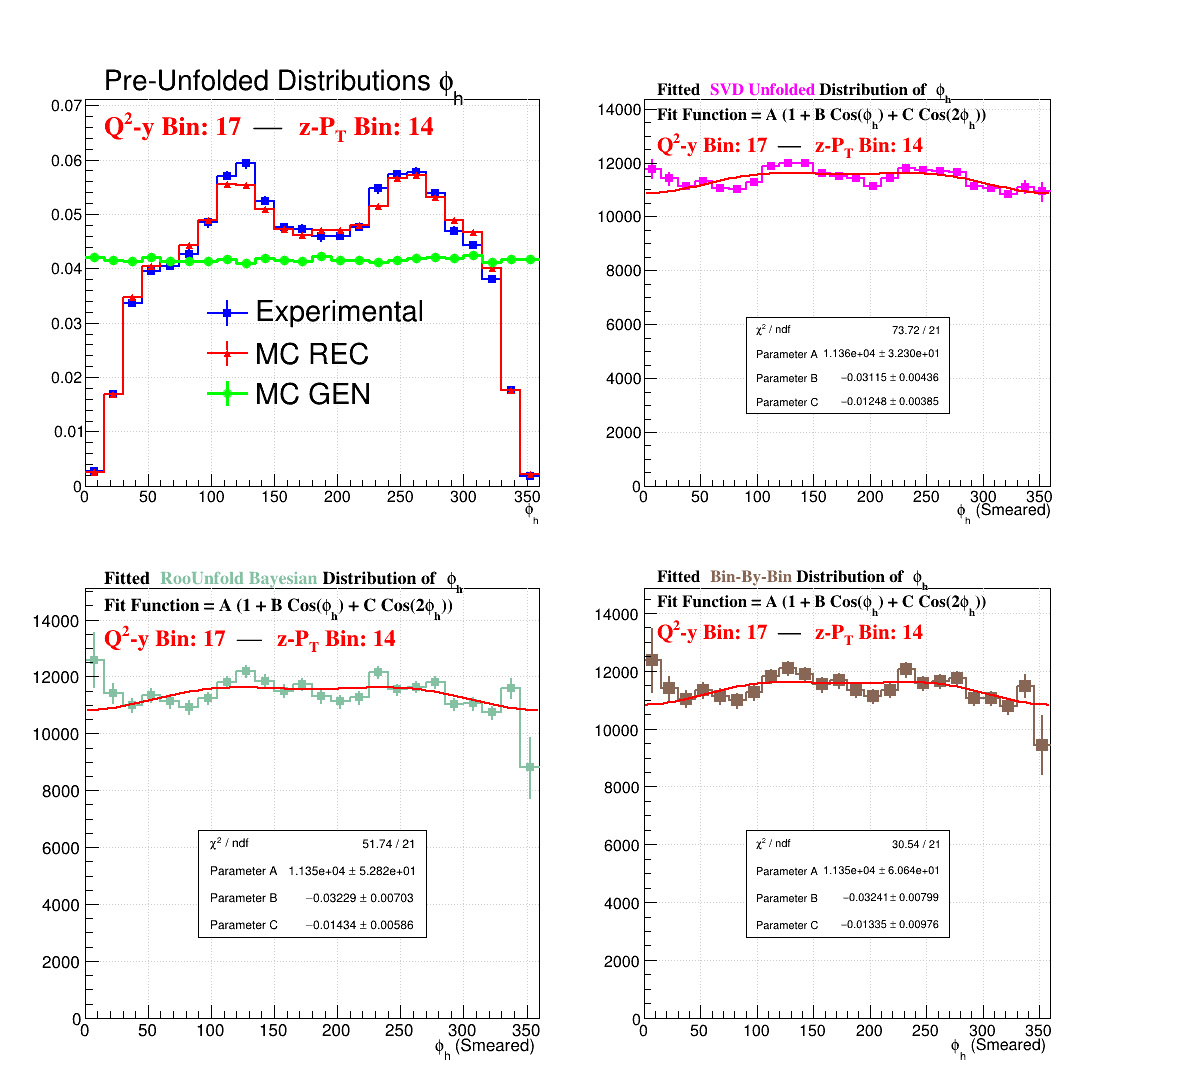 Pre-Unfolded Distributions ϕh
Q²-y Bin: 17 — z-PT Bin: 14
0.07
0.06
0.05
0.04
0.03
0.02
0.01
0
Experimental
MC REC
MC GEN
0 50 100 150 200 250 300
ϕh
Fitted SVD Unfolded Distribution of ϕh
Fit Function = A (1 + B Cos(ϕh) + C Cos(2ϕh))
Q²-y Bin: 17 — z-PT Bin: 14
14000
12000
10000
8000
6000
4000
2000
0
χ² / ndf 73.72 / 21
Parameter A 1.136e+04 ± 3.230e+01
Parameter B −0.03115 ± 0.00436
Parameter C −0.01248 ± 0.00385
0 50 100 150 200 250 300 350
ϕh (Smeared)
Fitted RooUnfold Bayesian Distribution of ϕh
Fit Function = A (1 + B Cos(ϕh) + C Cos(2ϕh))
Q²-y Bin: 17 — z-PT Bin: 14
14000
12000
10000
8000
6000
4000
2000
0
χ² / ndf 51.74 / 21
Parameter A 1.135e+04 ± 5.282e+01
Parameter B −0.03229 ± 0.00703
Parameter C −0.01434 ± 0.00586
0 50 100 150 200 250 300 350
ϕh (Smeared)
Fitted Bin-By-Bin Distribution of ϕh
Fit Function = A (1 + B Cos(ϕh) + C Cos(2ϕh))
Q²-y Bin: 17 — z-PT Bin: 14
14000
12000
10000
8000
6000
4000
2000
0
χ² / ndf 30.54 / 21
Parameter A 1.135e+04 ± 6.064e+01
Parameter B −0.03241 ± 0.00799
Parameter C −0.01335 ± 0.00976
0 50 100 150 200 250 300 350
ϕh (Smeared)